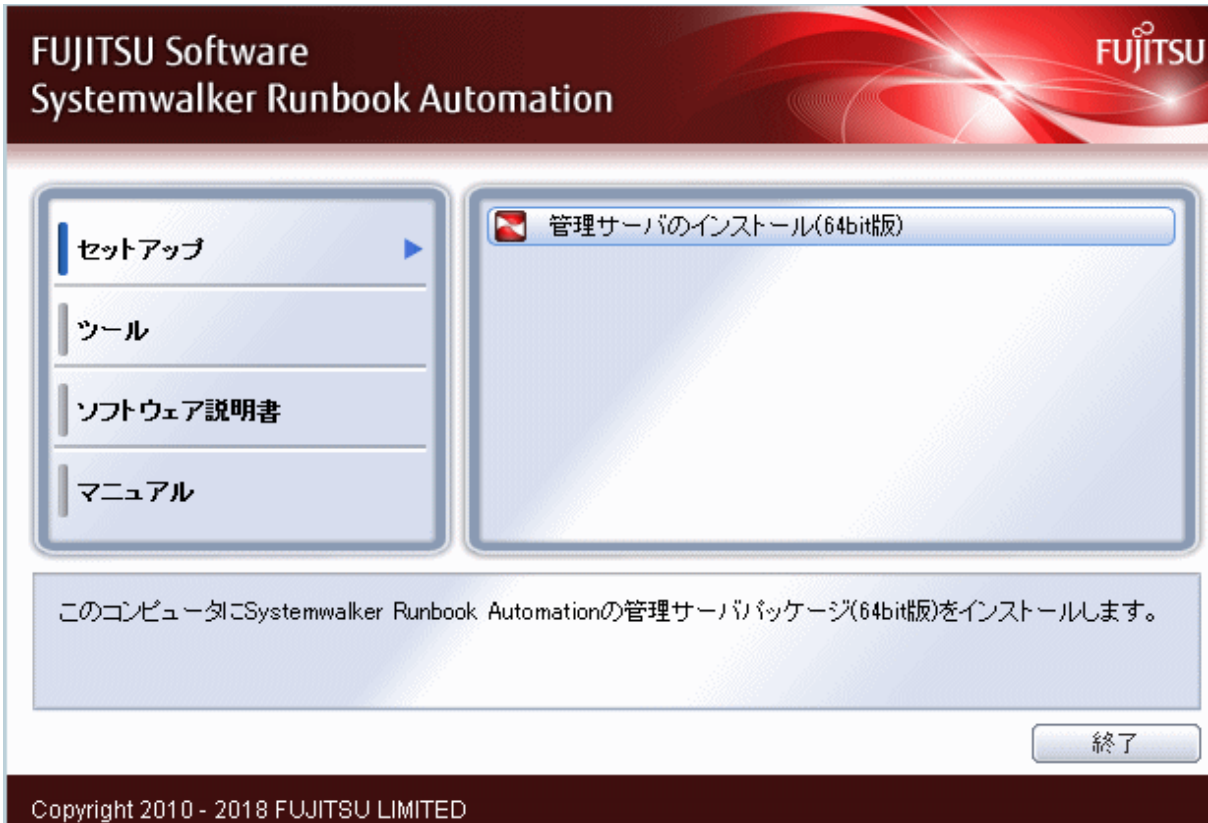 FUJITSU Software
Systemwalker Runbook Automation
FUJITSU
セットアップ
ツール
ソフトウェア説明書
マニュアル
管理サーバのインストール(64bit版)
このコンピュータにSystemwalker Runbook Automationの管理サーバパッケージ(64bit版)をインストールします。
終了
Copyright 2010 - 2018 FUJITSU LIMITED